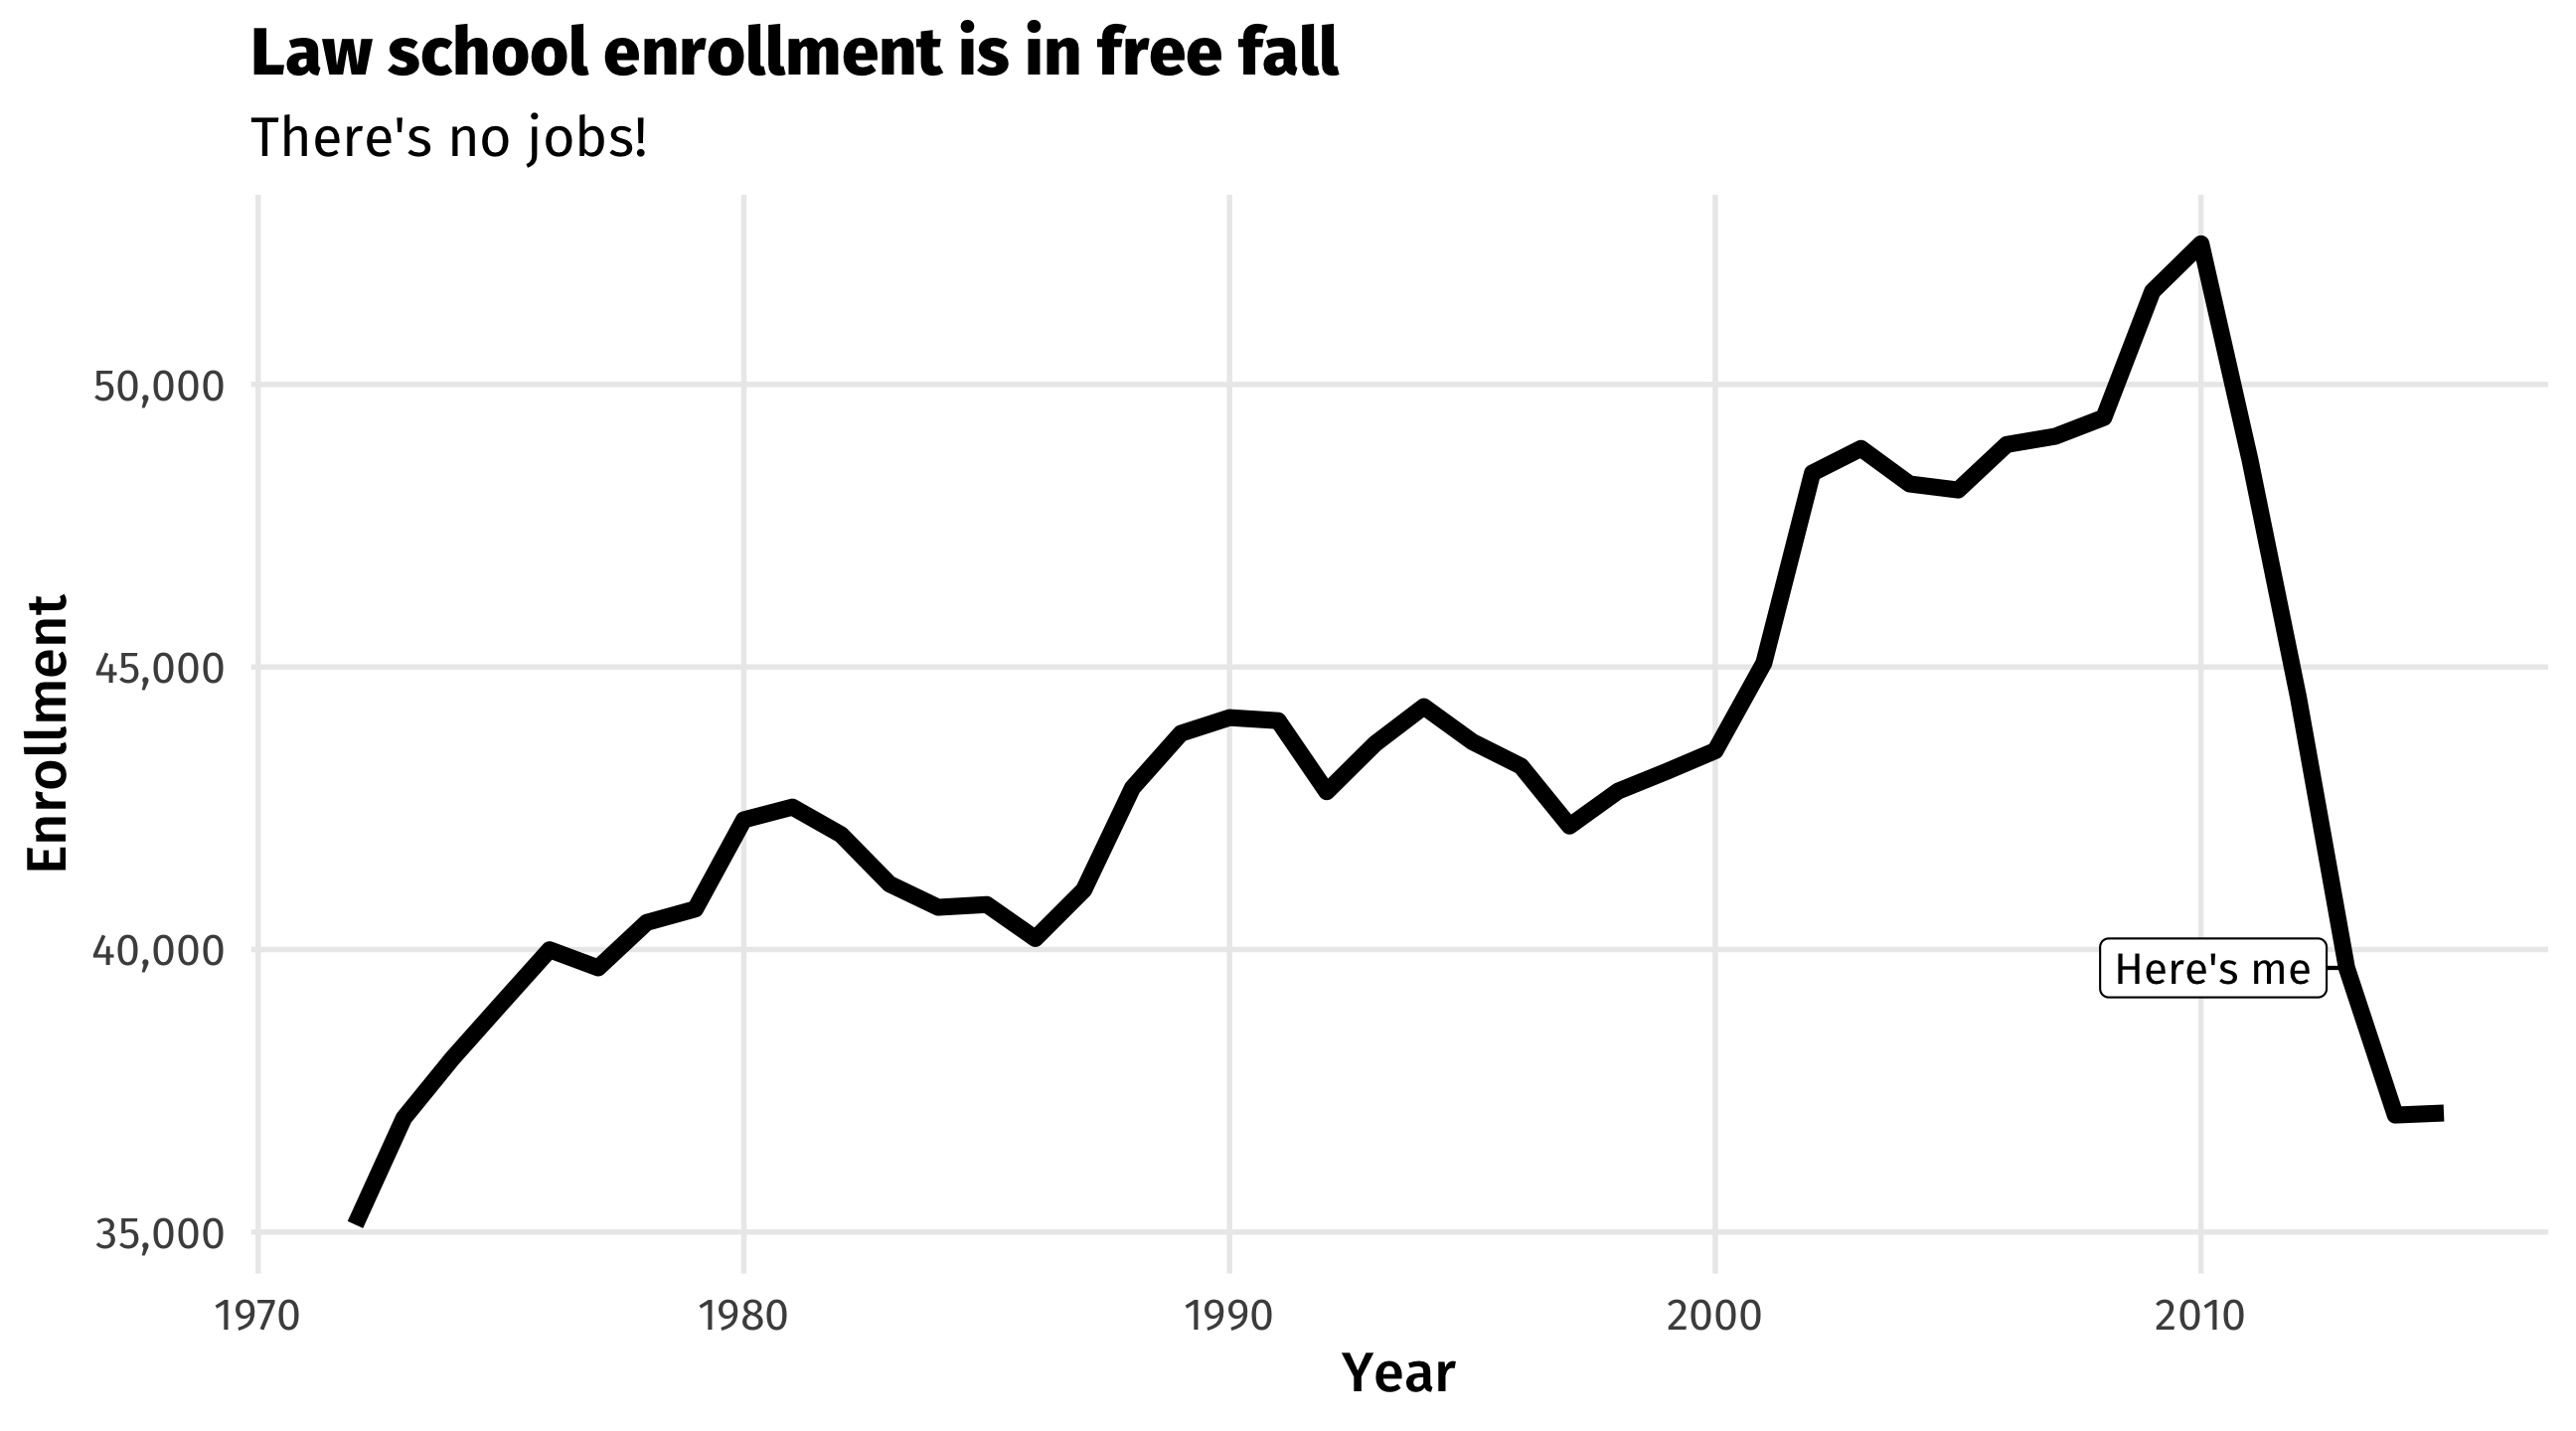 Law school enrollment is in free fall
There's no jobs!
Enrollment
50,000
45,000
40,000
35,000
Here's me
1970 1980 1990 2000 2010
Year